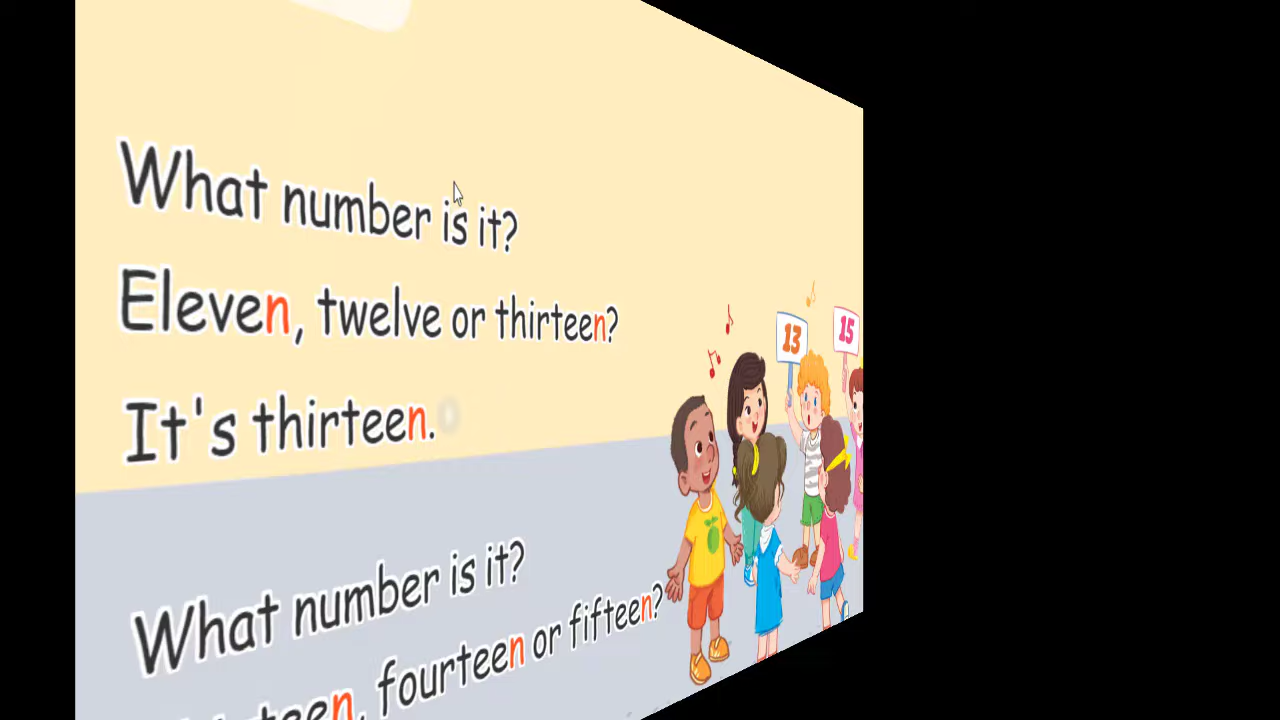 What number is it?
Eleven, twelve or thirteen?
It's thirteen.
What number is it?
fourteen or fifteen?
13
15